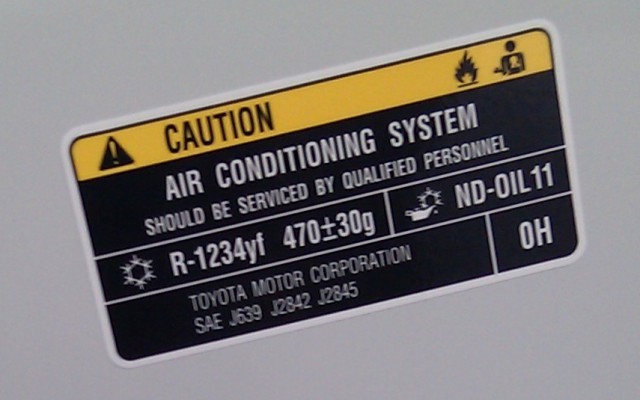 CAUTION
AIR CONDITIONING SYSTEM
SHOULD BE SERVICED BY QUALIFIED PERSONNEL
R-1234yf 470±30g ND-OIL11
TOYOTA MOTOR CORPORATION 0H
SAE J639 J2842 J2845